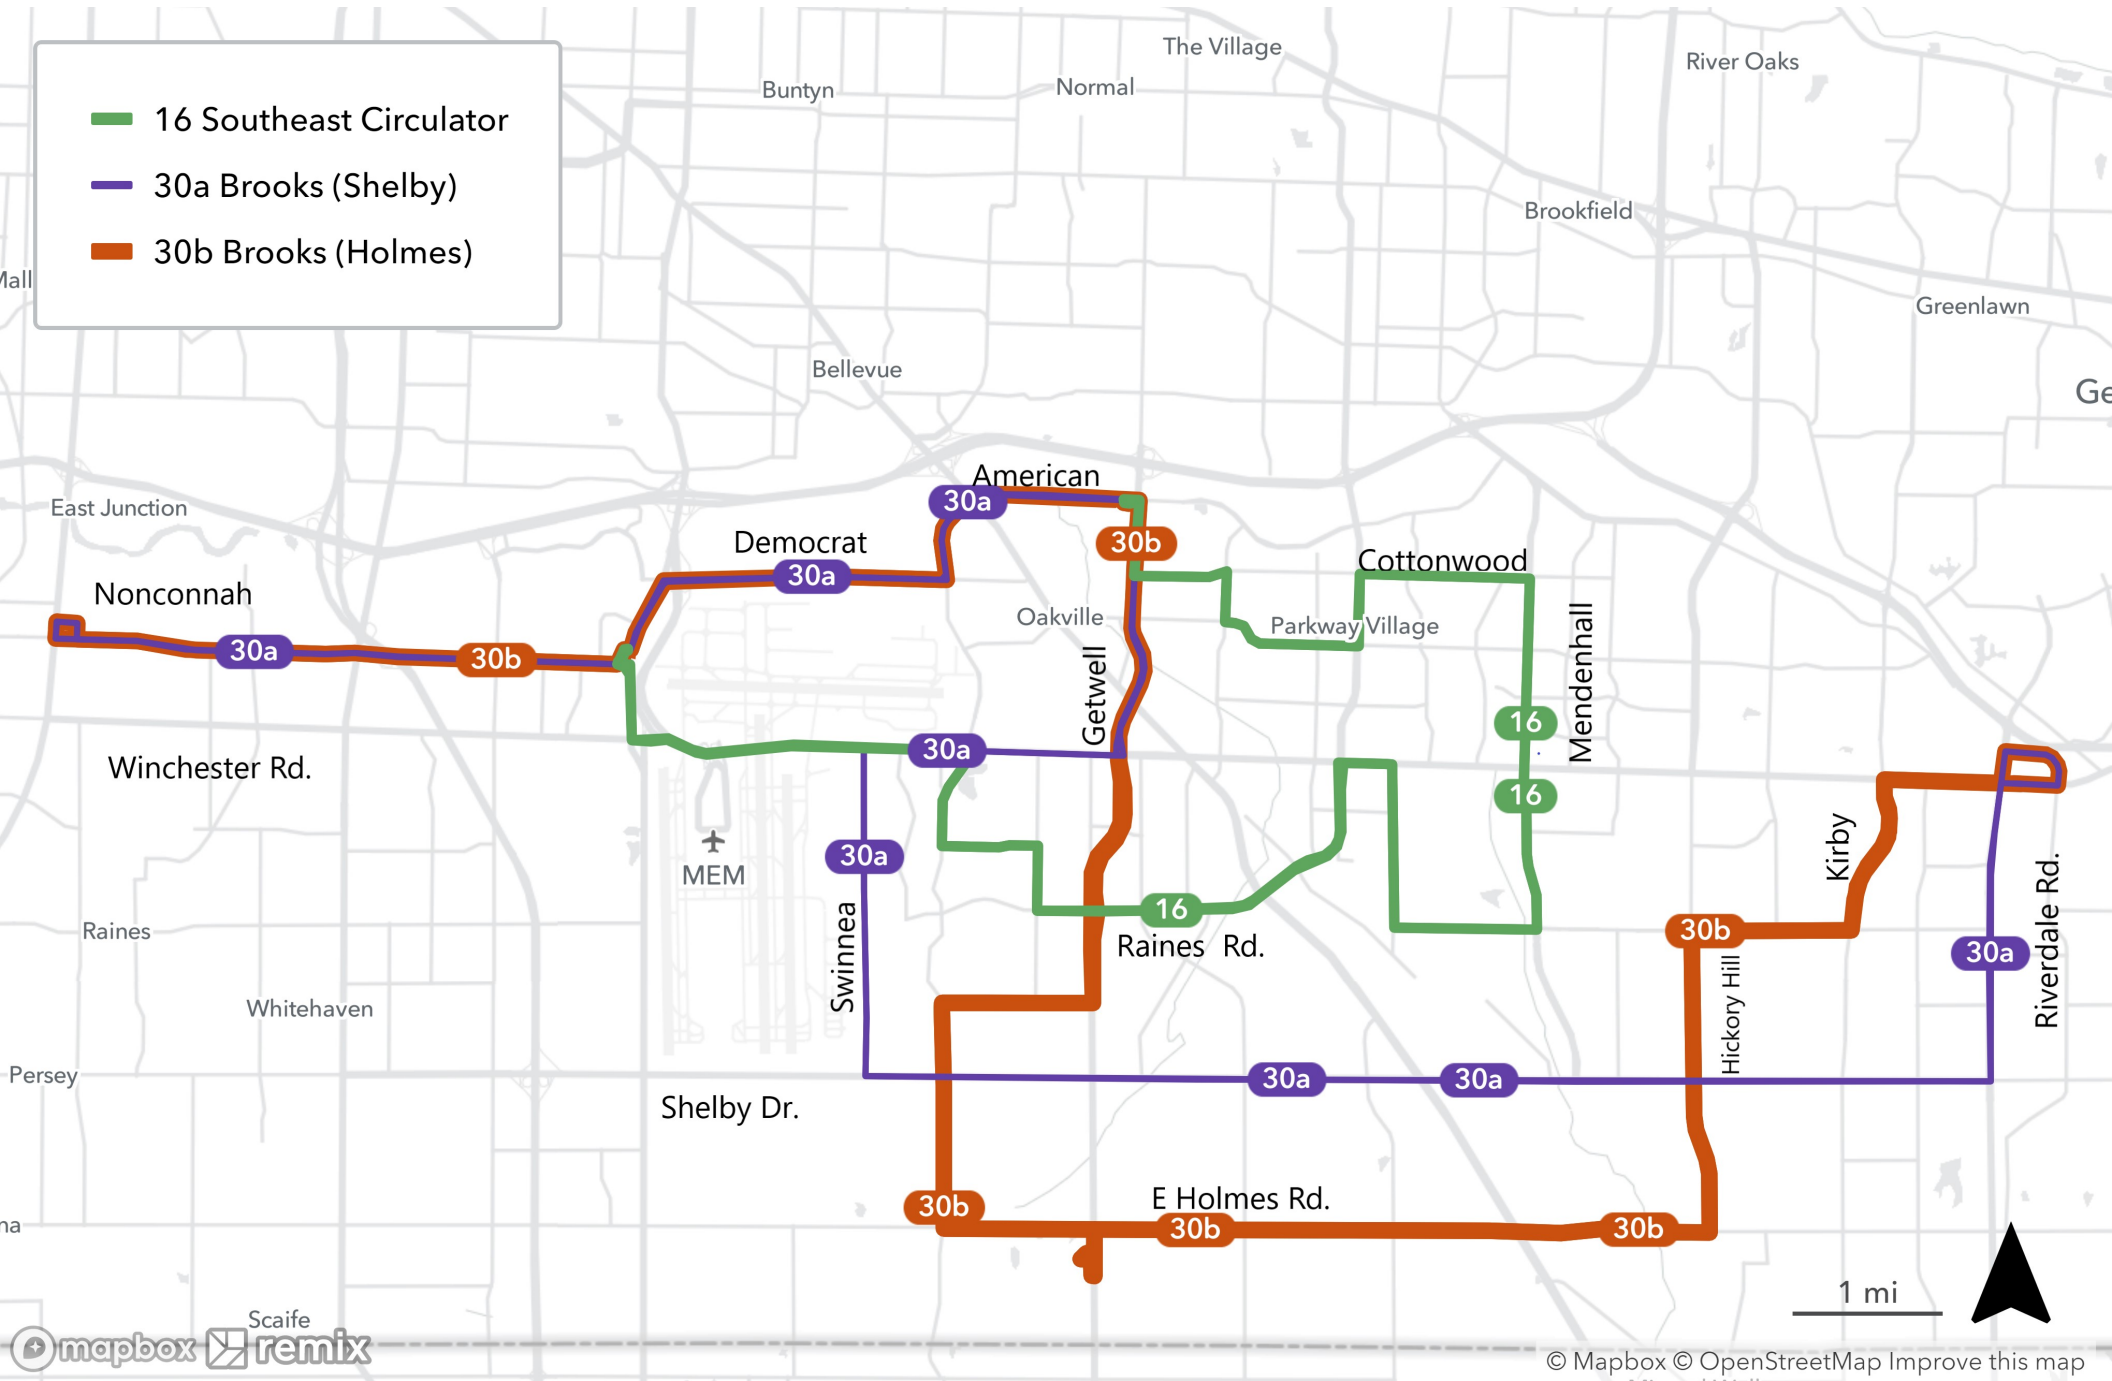 The Village
River Oaks
Buntyn
Normal
16 Southeast Circulator
30a Brooks (Shelby)
30b Brooks (Holmes)
Brookfield
Mall
Greenlawn
Bellevue
Ge
American
30a
East Junction
Democrat
30b
Cottonwood
30a
Nonconnah
Oakville
Parkway Village
30a
30b
Getwell
Mendenhall
16
30a
Winchester Rd.
16
Kirby
30a
MEM
Swinnea
16
Raines Rd.
Raines
30b
Hickory Hill
30a
Riverdale Rd.
Whitehaven
Persey
30a
30a
Shelby Dr.
E Holmes Rd.
30b
30b
30b
na
1 mi
Scaife
mapbox remix
© Mapbox © OpenStreetMap Improve this map